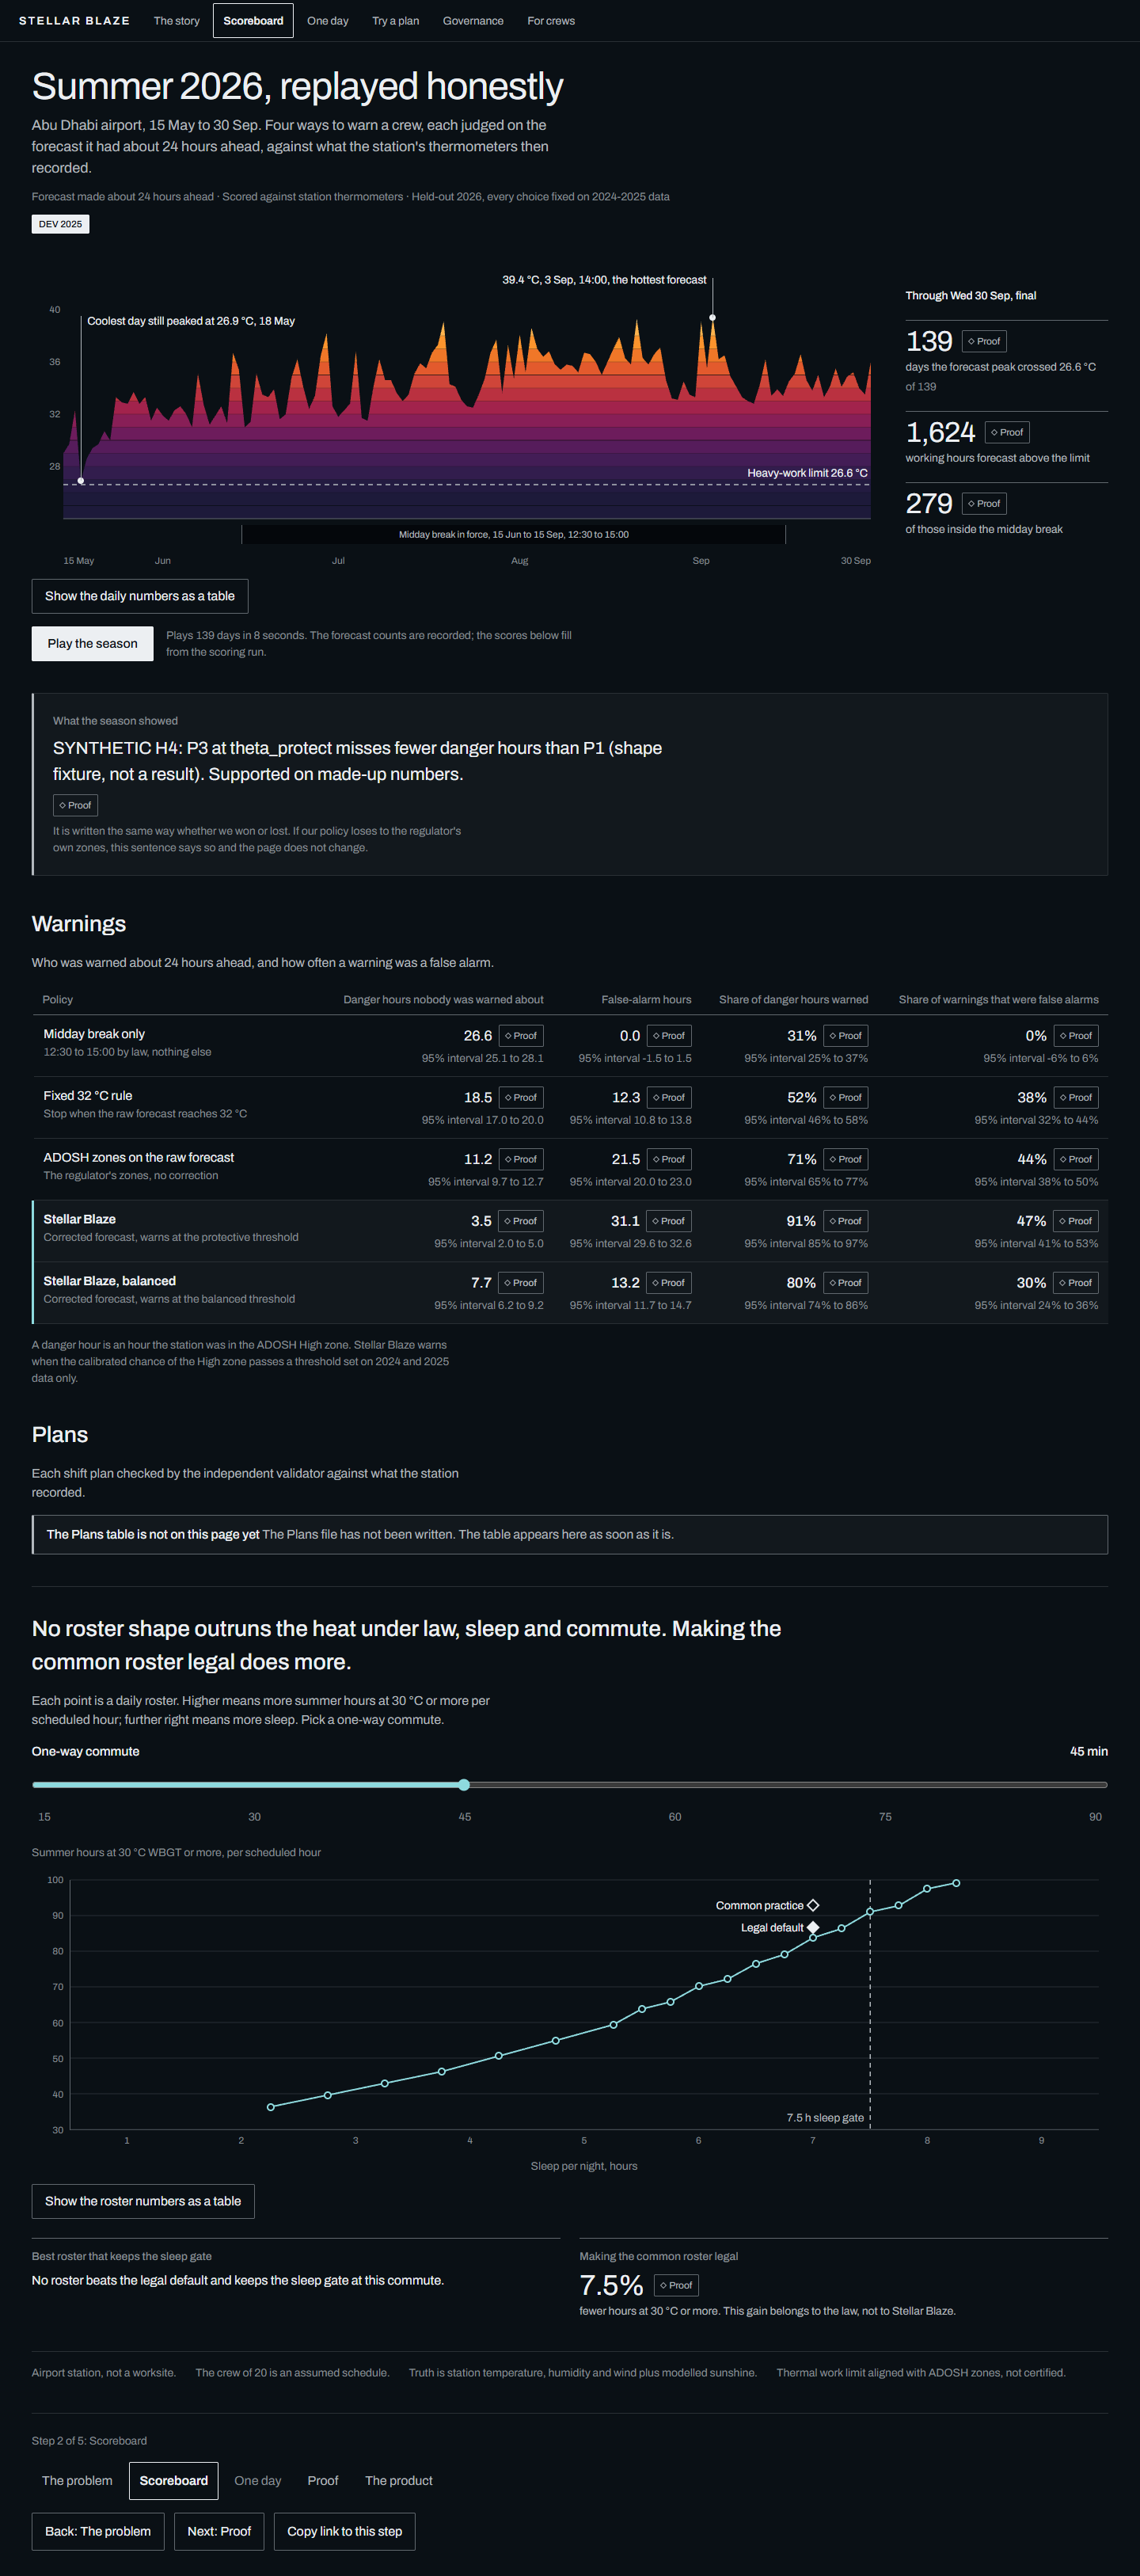 STELLAR BLAZE The story Scoreboard One day Try a plan Governance For crews
Summer 2026, replayed honestly
Abu Dhabi airport, 15 May to 30 Sep. Four ways to warn a crew, each judged on the
forecast it had about 24 hours ahead, against what the station's thermometers then
recorded.
Forecast made about 24 hours ahead · Scored against station thermometers · Held-out 2026, every choice fixed on 2024-2025 data
DEV 2025
39.4 °C, 3 Sep, 14:00, the hottest forecast
Coolest day still peaked at 26.9 °C, 18 May
40
36
32
28
Heavy-work limit 26.6 °C
Midday break in force, 15 Jun to 15 Sep, 12:30 to 15:00
15 May Jun Jul Aug Sep 30 Sep
Through Wed 30 Sep, final
139 ◇ Proof
days the forecast peak crossed 26.6 °C
of 139
1,624 ◇ Proof
working hours forecast above the limit
279 ◇ Proof
of those inside the midday break
Show the daily numbers as a table
Play the season
Plays 139 days in 8 seconds. The forecast counts are recorded; the scores below fill
from the scoring run.
What the season showed
SYNTHETIC H4: P3 at theta_protect misses fewer danger hours than P1 (shape
fixture, not a result). Supported on made-up numbers.
◇ Proof
It is written the same way whether we won or lost. If our policy loses to the regulator's
own zones, this sentence says so and the page does not change.
Warnings
Who was warned about 24 hours ahead, and how often a warning was a false alarm.
Policy Danger hours nobody was warned about False-alarm hours Share of danger hours warned Share of warnings that were false alarms
Midday break only 26.6 ◇ Proof 0.0 ◇ Proof 31% ◇ Proof 0% ◇ Proof
12:30 to 15:00 by law, nothing else 95% interval 25.1 to 28.1 95% interval -1.5 to 1.5 95% interval 25% to 37% 95% interval -6% to 6%
Fixed 32 °C rule 18.5 ◇ Proof 12.3 ◇ Proof 52% ◇ Proof 38% ◇ Proof
Stop when the raw forecast reaches 32 °C 95% interval 17.0 to 20.0 95% interval 10.8 to 13.8 95% interval 46% to 58% 95% interval 32% to 44%
ADOSH zones on the raw forecast 11.2 ◇ Proof 21.5 ◇ Proof 71% ◇ Proof 44% ◇ Proof
The regulator's zones, no correction 95% interval 9.7 to 12.7 95% interval 20.0 to 23.0 95% interval 65% to 77% 95% interval 38% to 50%
Stellar Blaze 3.5 ◇ Proof 31.1 ◇ Proof 91% ◇ Proof 47% ◇ Proof
Corrected forecast, warns at the protective threshold 95% interval 2.0 to 5.0 95% interval 29.6 to 32.6 95% interval 85% to 97% 95% interval 41% to 53%
Stellar Blaze, balanced 7.7 ◇ Proof 13.2 ◇ Proof 80% ◇ Proof 30% ◇ Proof
Corrected forecast, warns at the balanced threshold 95% interval 6.2 to 9.2 95% interval 11.7 to 14.7 95% interval 74% to 86% 95% interval 24% to 36%
A danger hour is an hour the station was in the ADOSH High zone. Stellar Blaze warns
when the calibrated chance of the High zone passes a threshold set on 2024 and 2025
data only.
Plans
Each shift plan checked by the independent validator against what the station
recorded.
The Plans table is not on this page yet The Plans file has not been written. The table appears here as soon as it is.
No roster shape outruns the heat under law, sleep and commute. Making the
common roster legal does more.
Each point is a daily roster. Higher means more summer hours at 30 °C or more per
scheduled hour; further right means more sleep. Pick a one-way commute.
One-way commute 45 min
15 30 45 60 75 90
Summer hours at 30 °C WBGT or more, per scheduled hour
100
Common practice
90
Legal default
80
70
60
50
40
7.5 h sleep gate
30
1 2 3 4 5 6 7 8 9
Sleep per night, hours
Show the roster numbers as a table
Best roster that keeps the sleep gate
No roster beats the legal default and keeps the sleep gate at this commute.
Making the common roster legal
7.5% ◇ Proof
fewer hours at 30 °C or more. This gain belongs to the law, not to Stellar Blaze.
Airport station, not a worksite. The crew of 20 is an assumed schedule. Truth is station temperature, humidity and wind plus modelled sunshine. Thermal work limit aligned with ADOSH zones, not certified.
Step 2 of 5: Scoreboard
The problem Scoreboard One day Proof The product
Back: The problem Next: Proof Copy link to this step